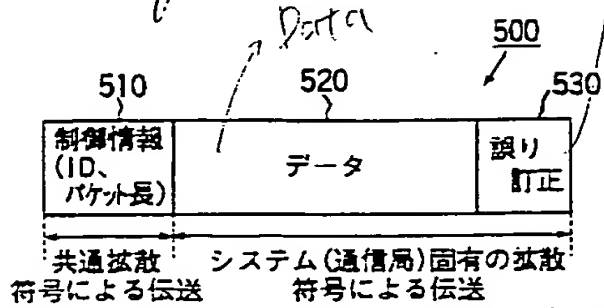 Data
500
510
520
530
制御情報
(ID、
パケット長)
データ
誤り
訂正
共通拡散
符号による伝送
システム(通信局)固有の拡散
符号による伝送